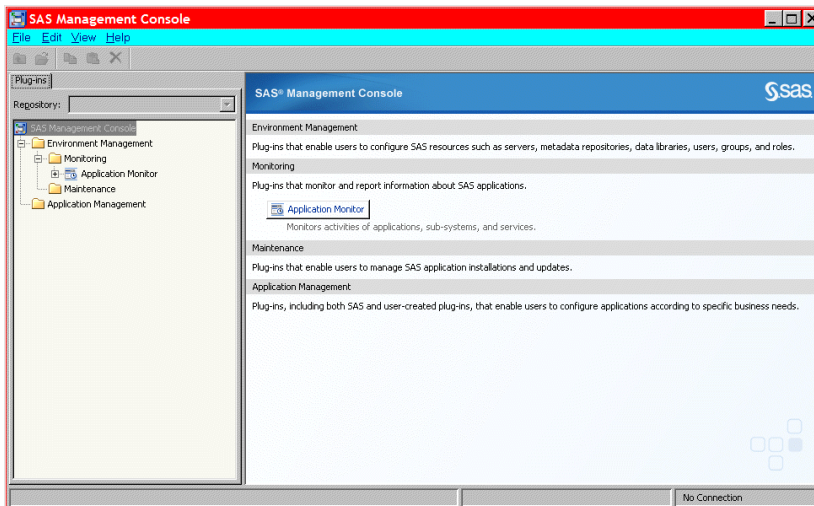 SAS Management Console
File Edit View Help
Plug-ins
Repository:
SAS Management Console
Environment Management
Monitoring
Application Monitor
Maintenance
Application Management
SAS® Management Console
sas
Environment Management
Plug-ins that enable users to configure SAS resources such as servers, metadata repositories, data libraries, users, groups, and roles.
Monitoring
Plug-ins that monitor and report information about SAS applications.
Application Monitor
Monitors activities of applications, sub-systems, and services.
Maintenance
Plug-ins that enable users to manage SAS application installations and updates.
Application Management
Plug-ins, including both SAS and user-created plug-ins, that enable users to configure applications according to specific business needs.
No Connection